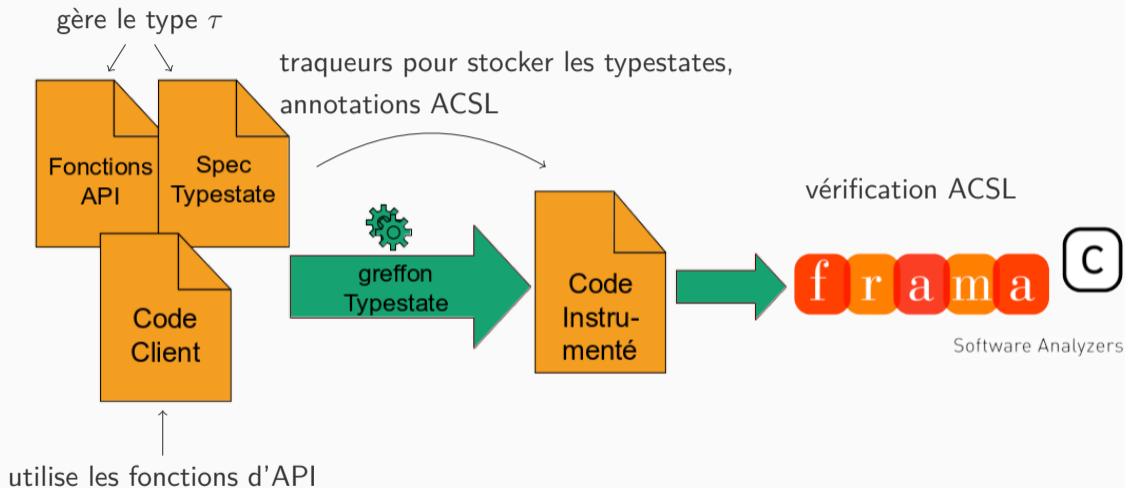 gère le type τ
traqueurs pour stocker les typestates,
annotations ACSL
Fonctions
API
Spec
Typestate
vérification ACSL
greffon
Typestate
Code
Instru-
menté
frama
C
Software Analyzers
Code
Client
utilise les fonctions d'API